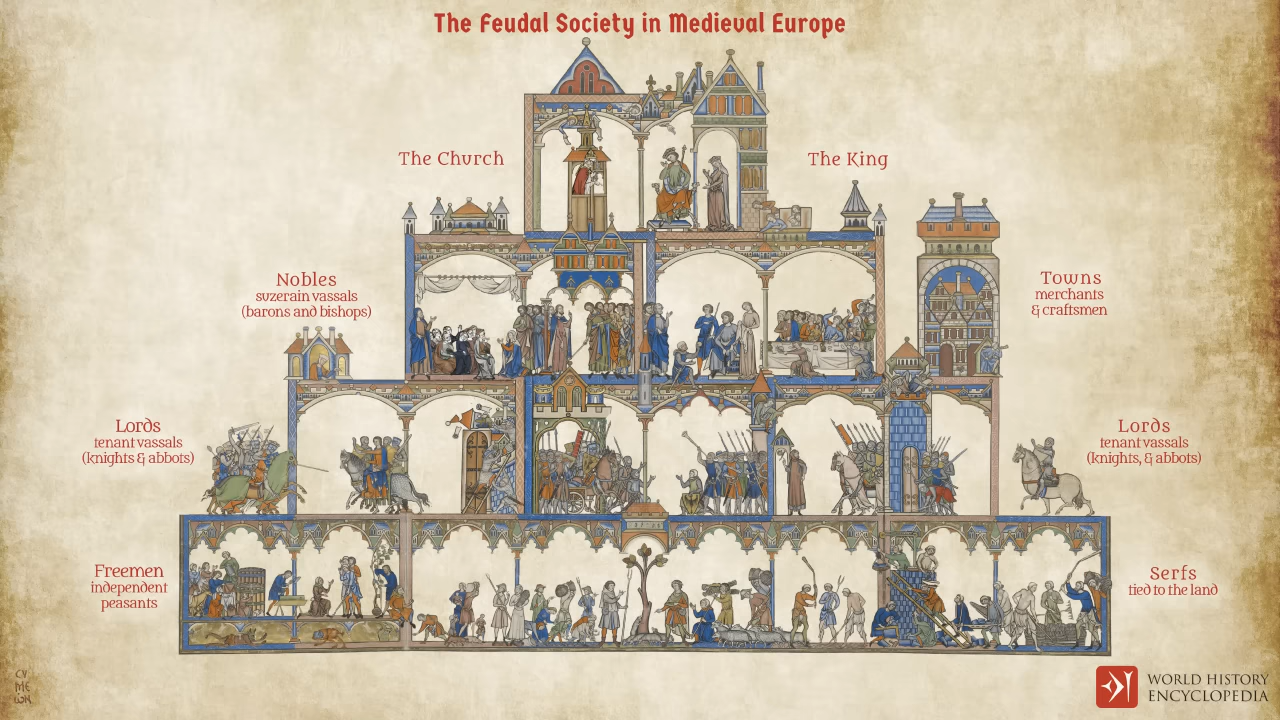 The Feudal Society in Medieval Europe
The Church
The King
Nobles
suzerain vassals
(barons and bishops)
Towns
merchants
& craftsmen
Lords
tenant vassals
(knights & abbots)
Lords
tenant vassals
(knights, & abbots)
Freemen
independent
peasants
Serfs
tied to the land
WORLD HISTORY
ENCYCLOPEDIA